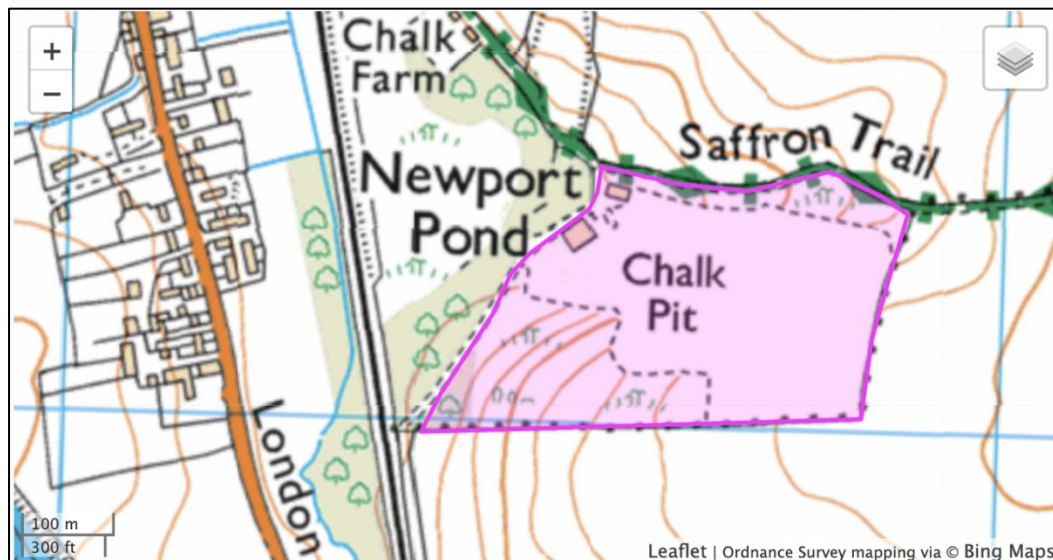 +
−
Chalk
Farm
Saffron Trail
Newport
Pond
Chalk
Pit
London
100 m
300 ft
Leaflet | Ordnance Survey mapping via © Bing Maps